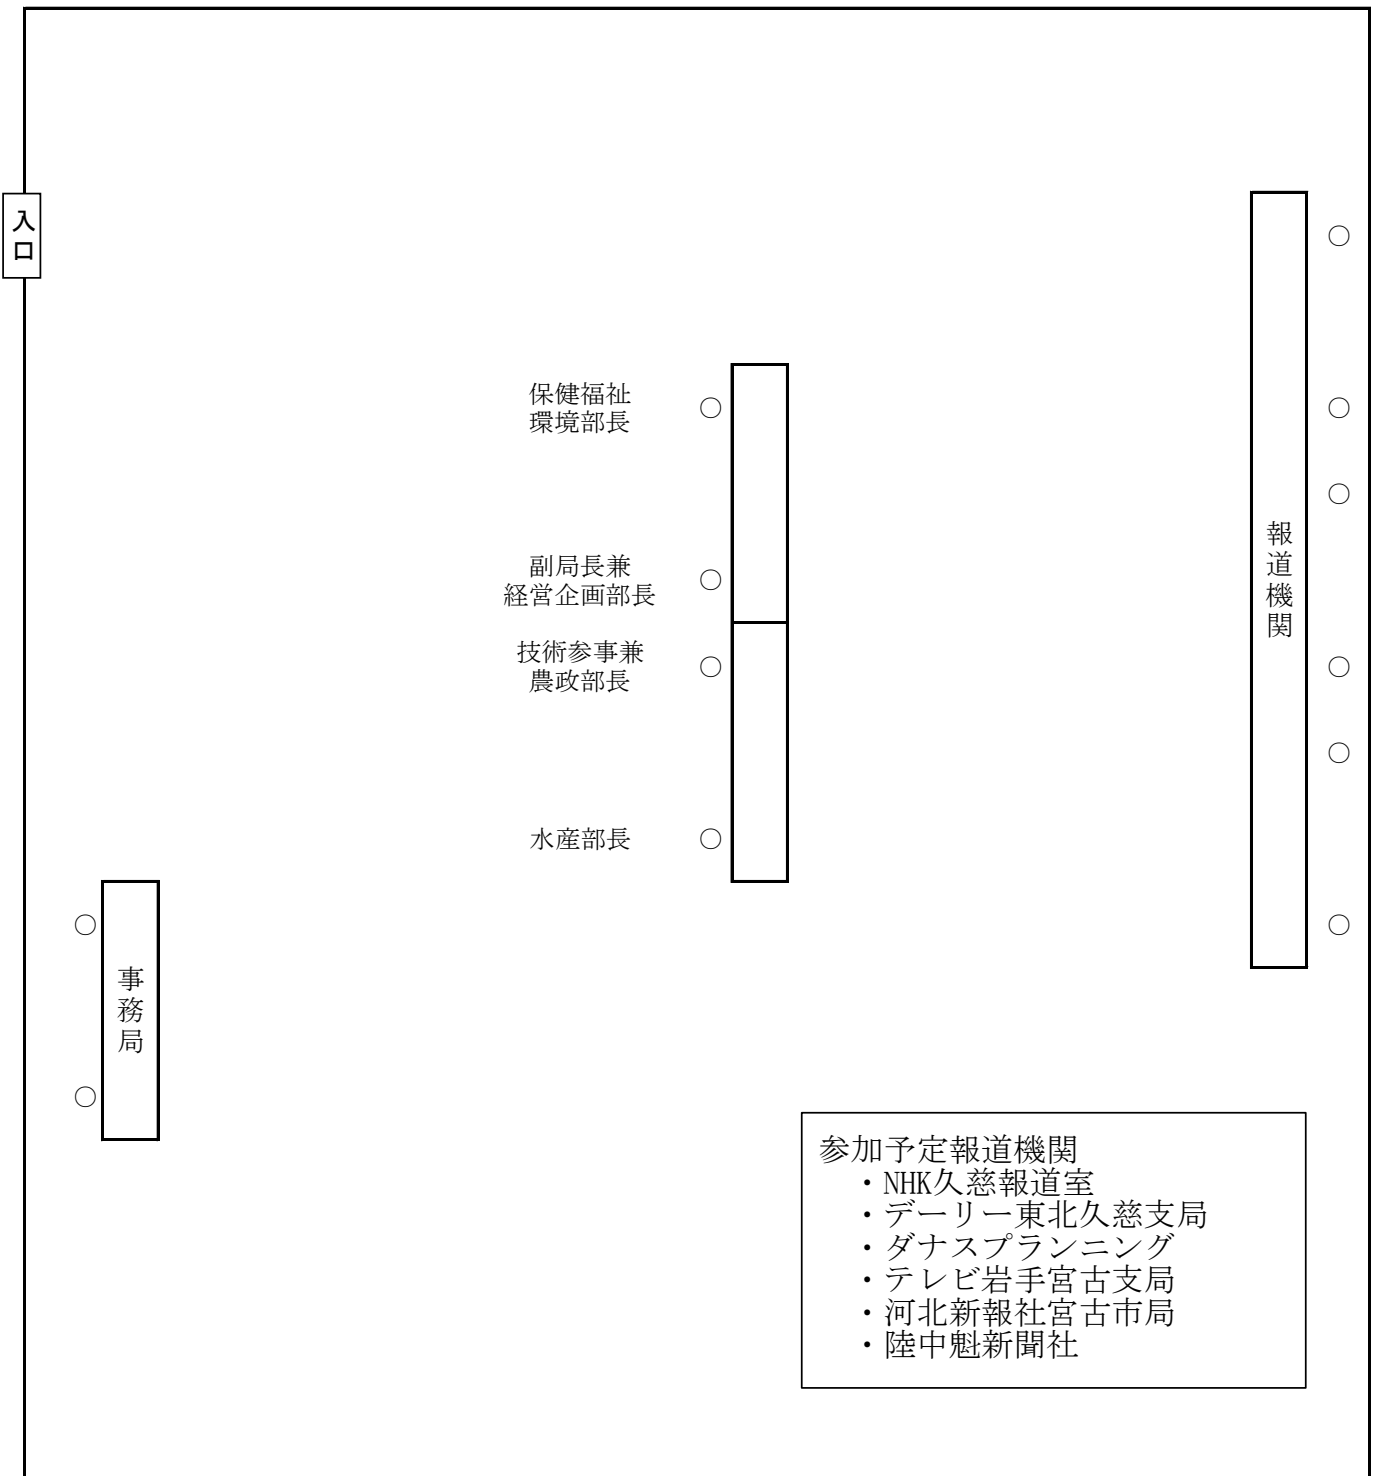 入口
保健福祉
環境部長
副局長兼
経営企画部長
技術参事兼
農政部長
水産部長
報道機関
事務局
参加予定報道機関
・NHK久慈報道室
・デーリー東北久慈支局
・ダナスプランニング
・テレビ岩手宮古支局
・河北新報社宮古市局
・陸中魁新聞社